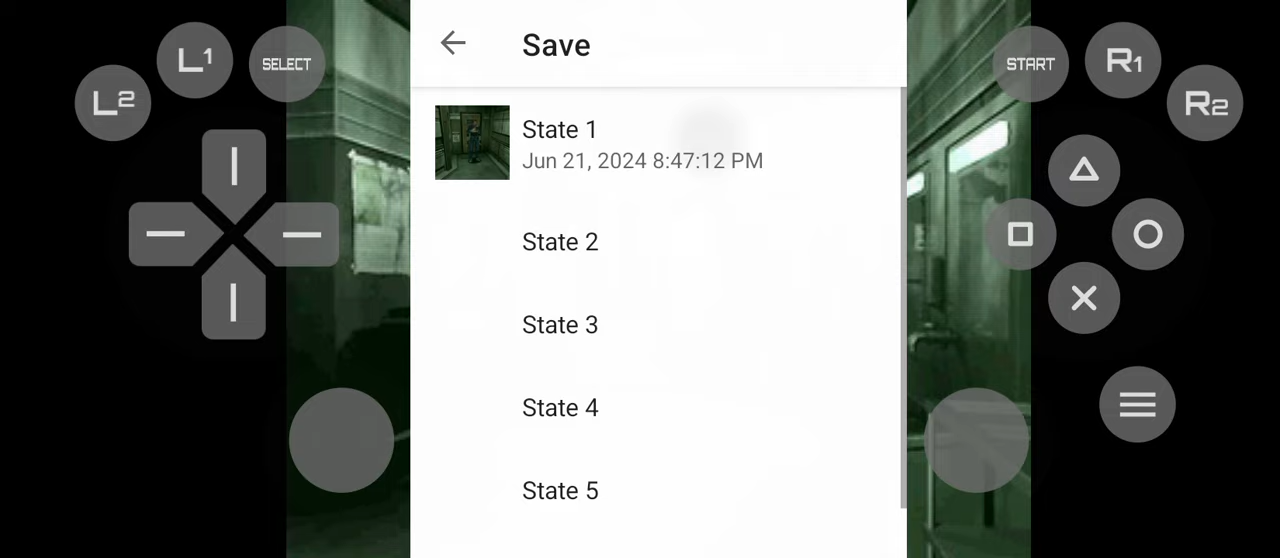 L2
L1
SELECT
Save
START
R1
R2
State 1
Jun 21, 2024 8:47:12 PM
State 2
State 3
State 4
State 5